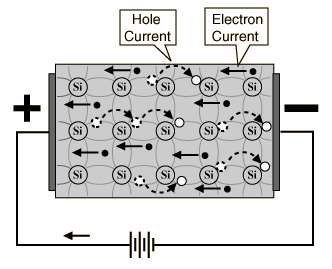 Hole
Current
Electron
Current
Si Si Si Si Si
+ −
Si Si Si Si Si
Si Si Si Si Si